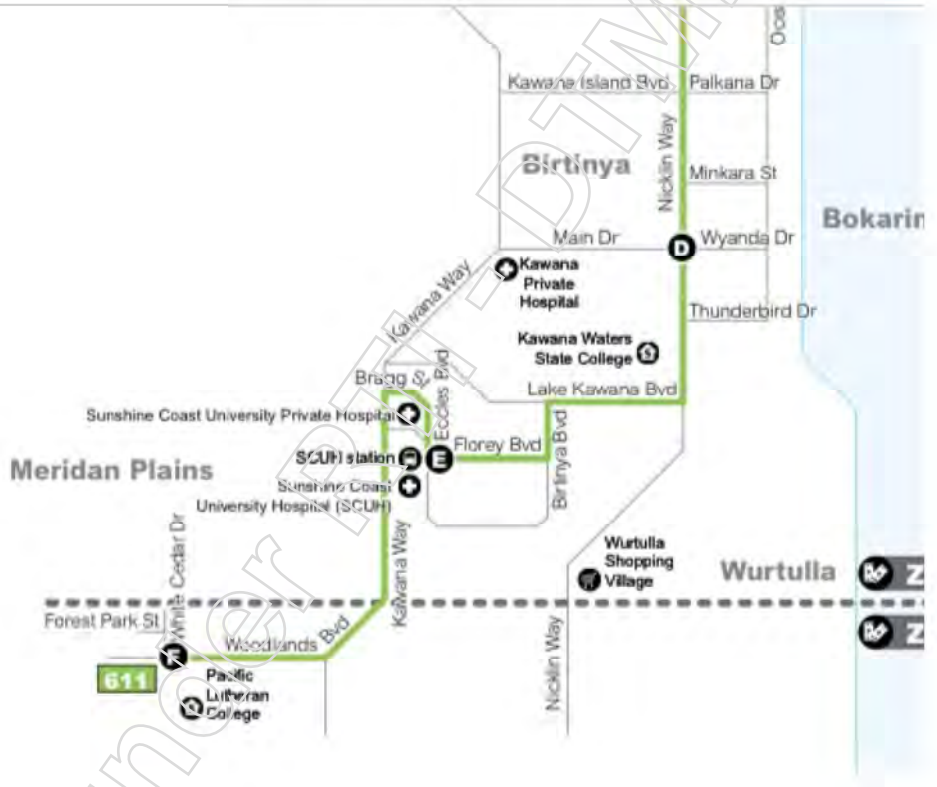 Kawana Island Blvd
Palkana Dr
Nicklin Way
Birtinya
Minkara St
Bokarin
Main Dr
D
Wyanda Dr
Kawana
Private
Hospital
Kawana Way
Thunderbird Dr
Kawana Waters
State College
Bragg St
Eccles Bvd
Lake Kawana Bvd
Sunshine Coast University Private Hospital
Florey Bvd
Birtinya Bvd
SCUH station
E
Meridan Plains
Sunshine Coast
University Hospital (SCUH)
White Cedar Dr
Kawana Way
Wurtulla
Shopping
Village
Wurtulla
Z
Forest Park St
Z
Woodlands Bvd
F
611
Pacific
Lutheran
College
Nicklin Way